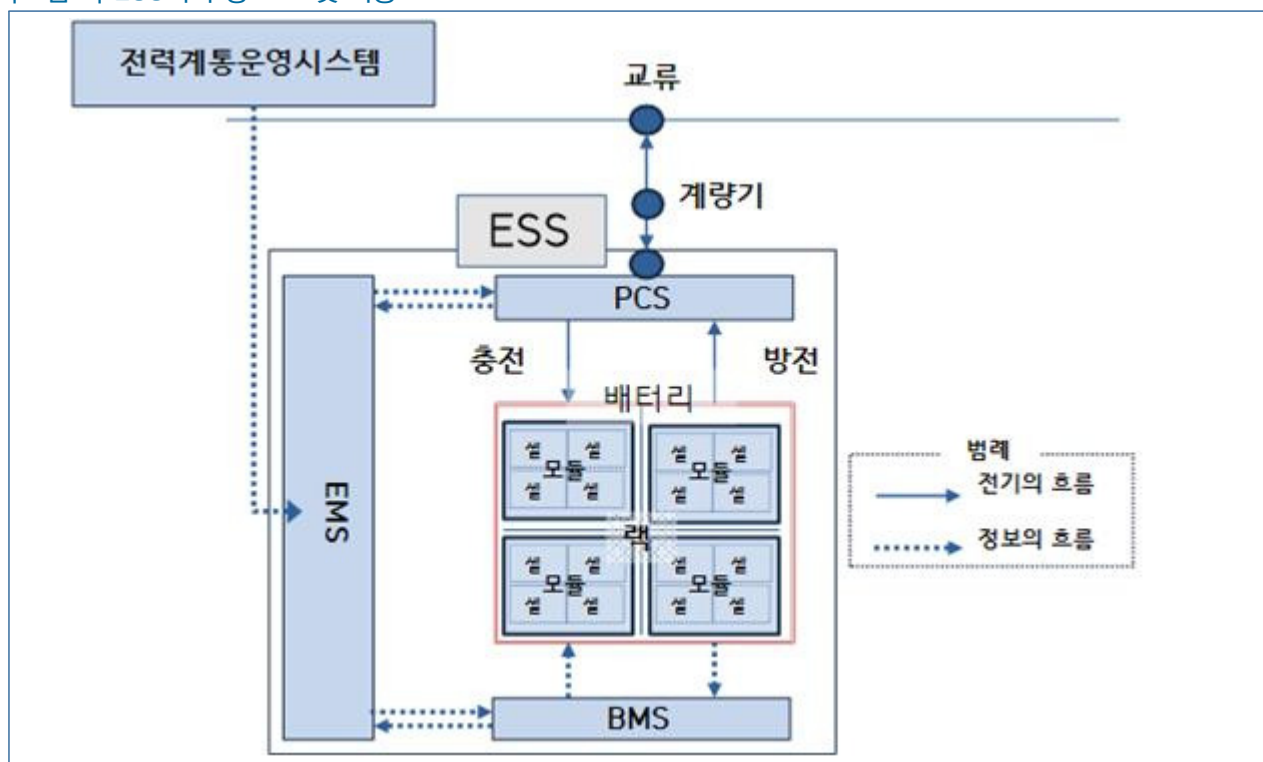 전력계통운영시스템
교류
계량기
ESS
PCS
충전
방전
배터리
셀 셀
모듈
셀 셀
셀 셀
모듈
셀 셀
랙
셀 셀
모듈
셀 셀
셀 셀
모듈
셀 셀
EMS
BMS
범례
전기의 흐름
정보의 흐름